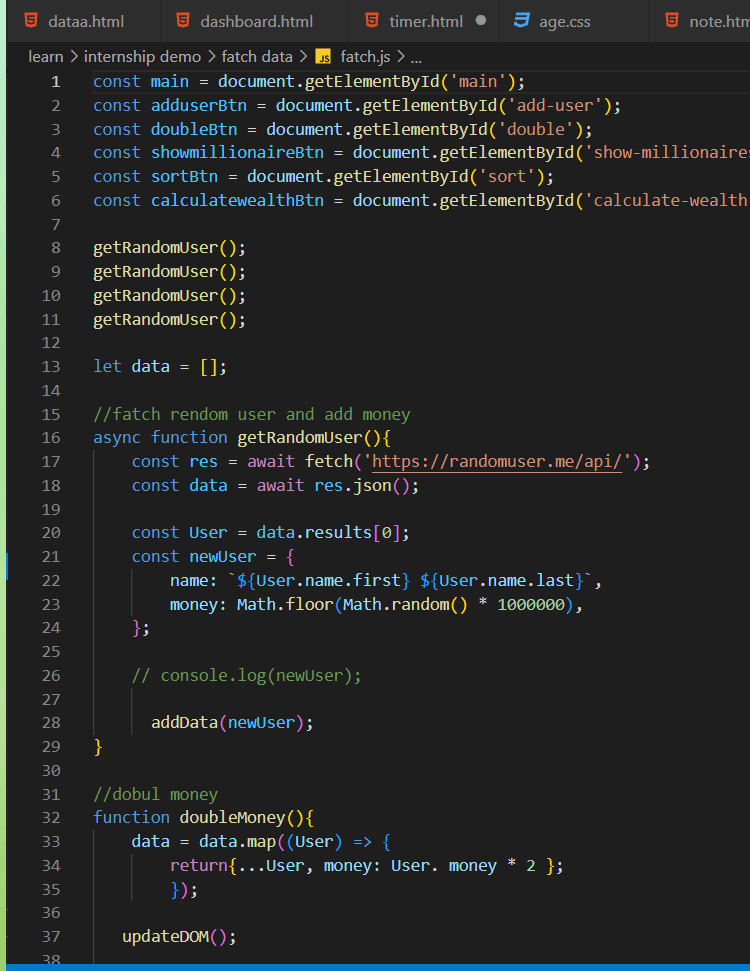 dataa.html dashboard.html timer.html age.css note.htm
learn > internship demo > fatch data > JS fatch.js > ...
1 const main = document.getElementById('main');
2 const adduserBtn = document.getElementById('add-user');
3 const doubleBtn = document.getElementById('double');
4 const showmillionaireBtn = document.getElementById('show-millionaires
5 const sortBtn = document.getElementById('sort');
6 const calculatewealthBtn = document.getElementById('calculate-wealth
7
8 getRandomUser();
9 getRandomUser();
10 getRandomUser();
11 getRandomUser();
12
13 let data = [];
14
15 //fatch rendom user and add money
16 async function getRandomUser(){
17 const res = await fetch('https://randomuser.me/api/');
18 const data = await res.json();
19
20 const User = data.results[0];
21 const newUser = {
22 name: `${User.name.first} ${User.name.last}`,
23 money: Math.floor(Math.random() * 1000000),
24 };
25
26 // console.log(newUser);
27
28 addData(newUser);
29 }
30
31 //dobul money
32 function doubleMoney(){
33 data = data.map((User) => {
34 return{...User, money: User. money * 2 };
35 });
36
37 updateDOM();
38